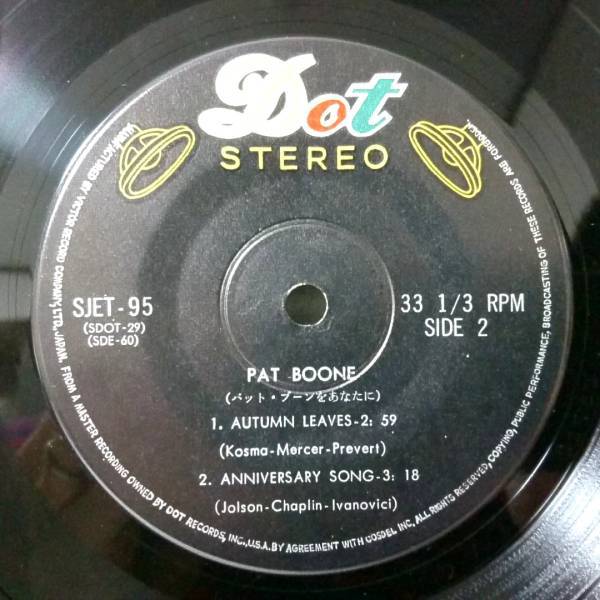 Dot
STEREO
SJET-95
(SDOT-29)
(SDE-60)
33 1/3 RPM
SIDE 2
PAT BOONE
(パット・ブーンをあなたに)
1. AUTUMN LEAVES-2: 59
(Kosma-Mercer-Prevert)
2. ANNIVERSARY SONG-3: 18
(Jolson-Chaplin-Ivanovici)
MANUFACTURED BY VICTOR RECORD COMPANY, LTD. JAPAN. FROM A MASTER RECORDING OWNED BY DOT RECORDS, INC., U.S.A. BY AGREEMENT WITH GOSDEL INC, ALL RIGHTS RESERVED, COPYING, PUBLIC PERFORMANCE, BROADCASTING OF THESE RECORDS ARE FORBIDDEN.